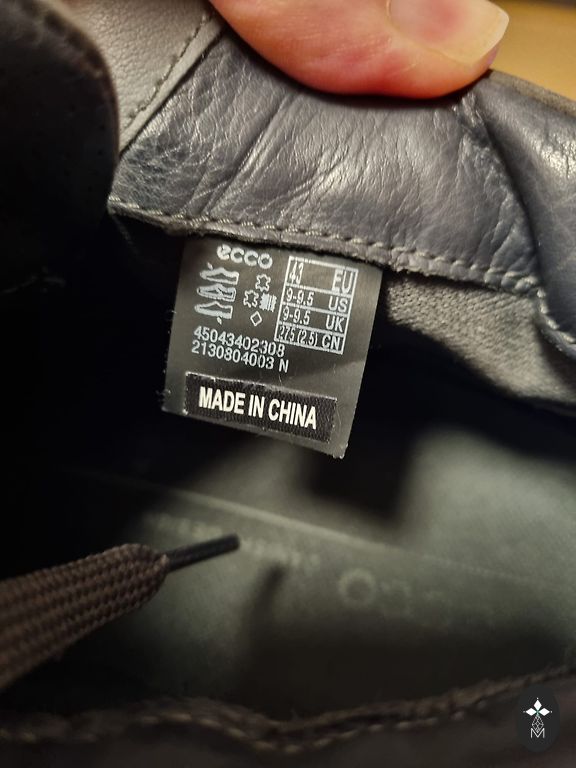 ecco
43 EU
9-9.5 US
9-9.5 UK
275 (2.5) CN
45043402308
2130804003 N
MADE IN CHINA
M